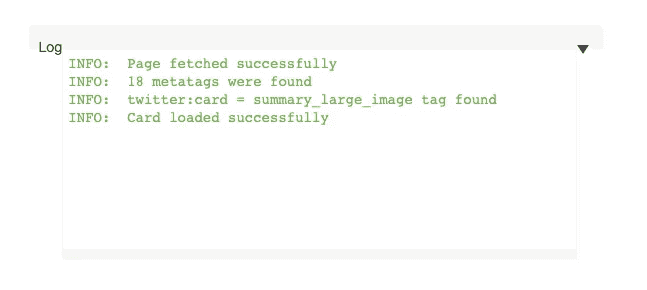 Log
INFO: Page fetched successfully
INFO: 18 metatags were found
INFO: twitter:card = summary_large_image tag found
INFO: Card loaded successfully